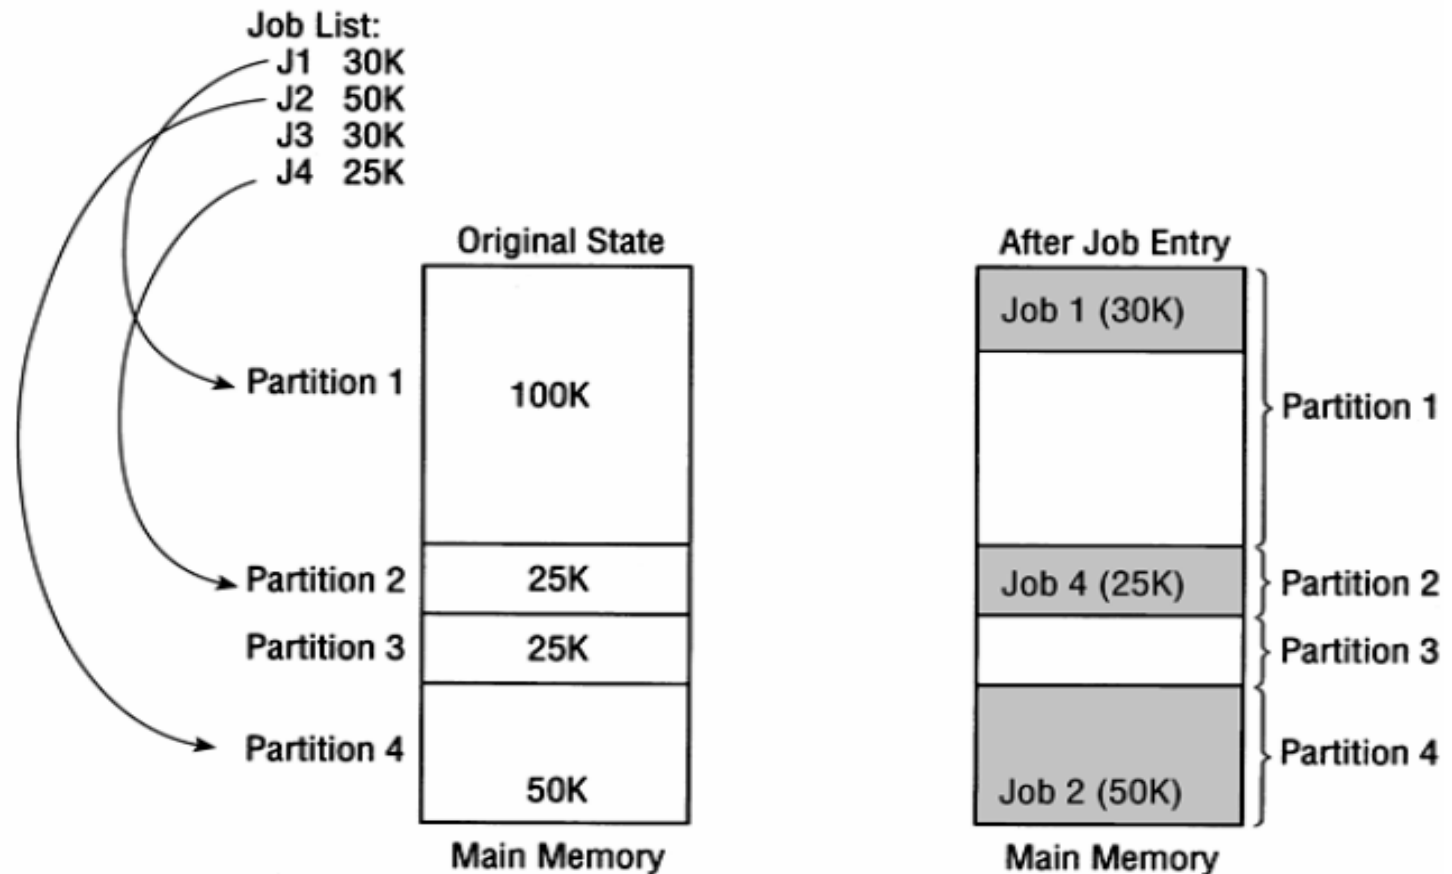 Job List:
J1 30K
J2 50K
J3 30K
J4 25K
Original State
Partition 1
100K
Partition 2
25K
Partition 3
25K
Partition 4
50K
Main Memory
After Job Entry
Job 1 (30K)
Partition 1
Job 4 (25K)
Partition 2
Partition 3
Partition 4
Job 2 (50K)
Main Memory